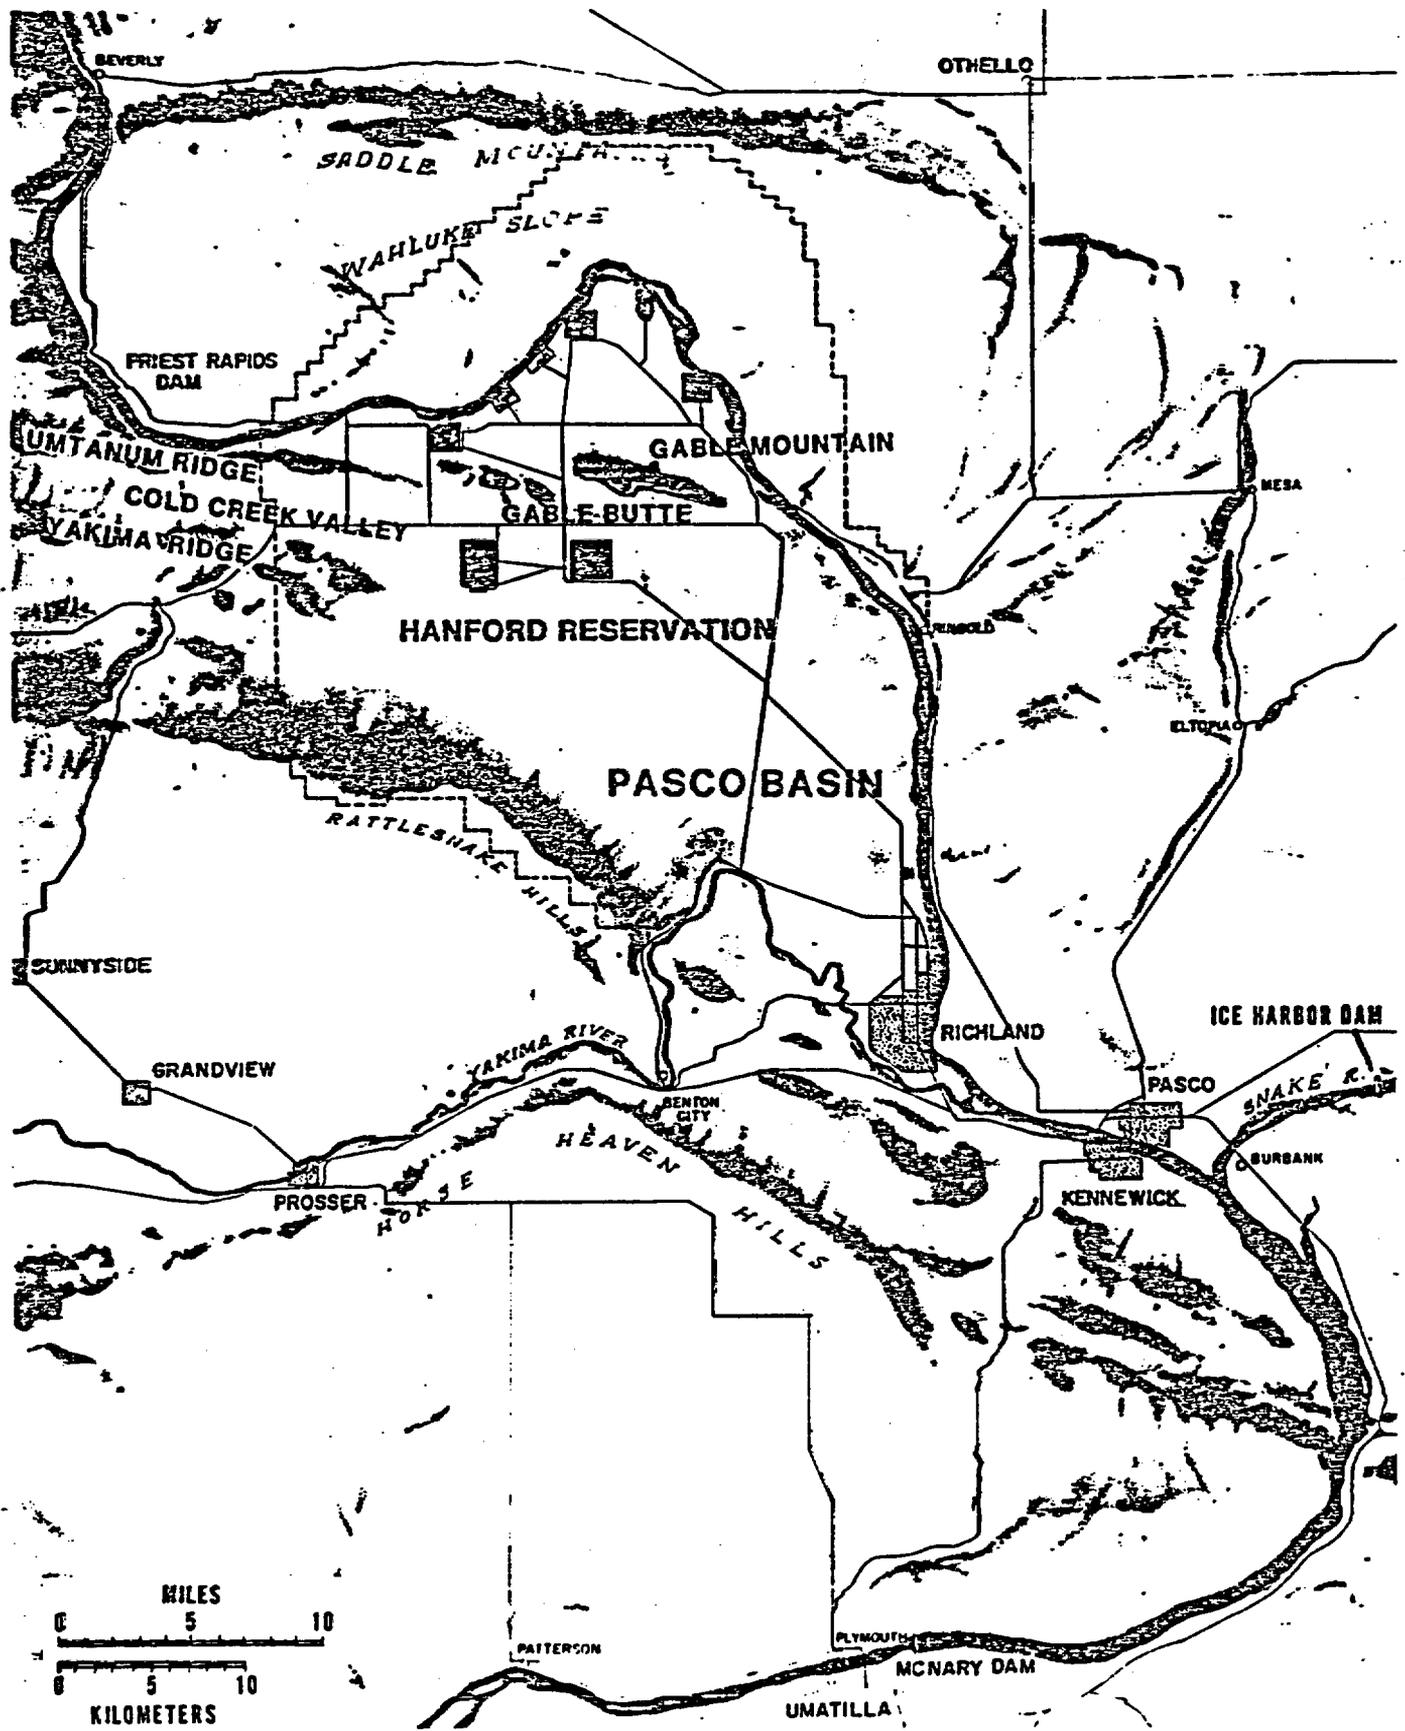 BEVERLY
OTHELLO
SADDLE
WAHLUKE SLOPE
PRIEST RAPIDS
DAM
UMTANUM RIDGE
GABLE MOUNTAIN
COLD CREEK VALLEY
GABLE BUTTE
YAKIMA RIDGE
MESA
HANFORD RESERVATION
RINGOLD
ELTOPIA
PASCO BASIN
RATTLESNAKE HILLS
SUNNYSIDE
ICE HARBOR DAM
RICHLAND
YAKIMA RIVER
GRANDVIEW
PASCO
SNAKE R.
BENTON
CITY
BURBANK
HORSE HEAVEN HILLS
PROSSER
KENNEWICK
MILES
0 5 10
0 5 10
KILOMETERS
PATTERSON
PLYMOUTH
MCNARY DAM
UMATILLA